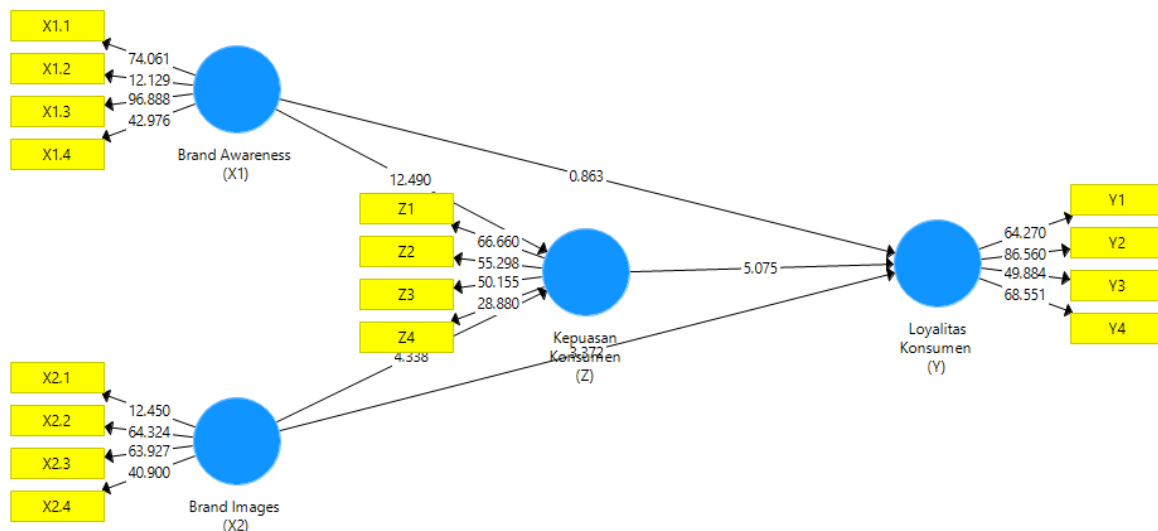 X1.1
X1.2
X1.3
X1.4
74.061
12.129
96.888
42.976
Brand Awareness
(X1)
12.490
0.863
Z1
Z2
Z3
Z4
66.660
55.298
50.155
28.880
Kepuasan
Konsumen
(Z)
5.075
4.338
3.372
Y1
Y2
Y3
Y4
64.270
86.560
49.884
68.551
Loyalitas
Konsumen
(Y)
X2.1
X2.2
X2.3
X2.4
12.450
64.324
63.927
40.900
Brand Images
(X2)